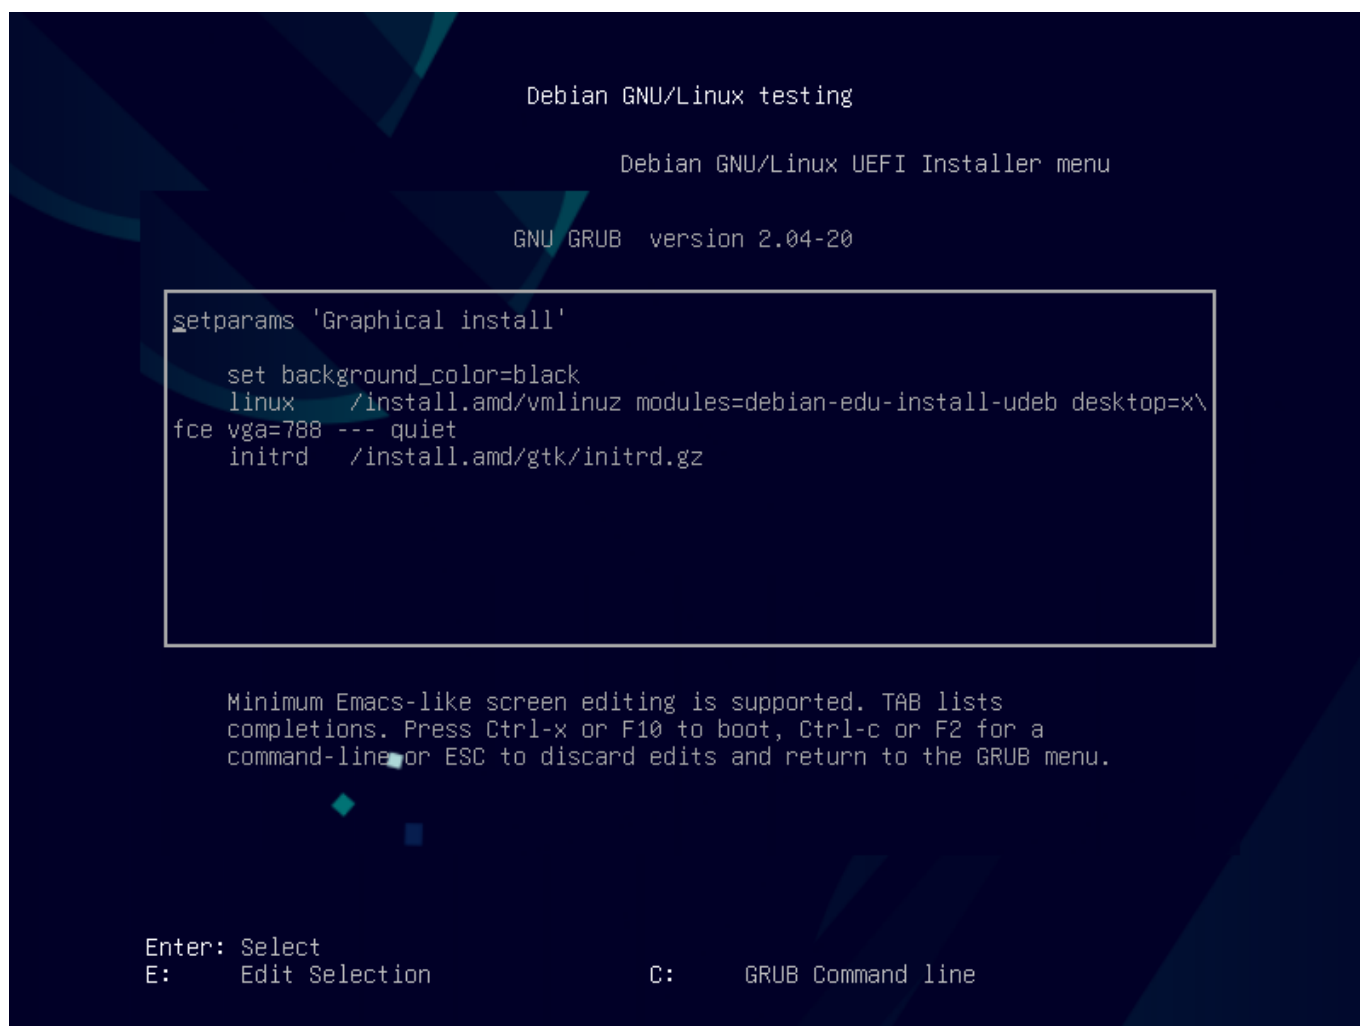 Debian GNU/Linux testing
Debian GNU/Linux UEFI Installer menu
GNU GRUB  version 2.04-20
setparams 'Graphical install'
set background_color=black
linux    /install.amd/vmlinuz modules=debian-edu-install-udeb desktop=x\
fce vga=788 --- quiet
initrd   /install.amd/gtk/initrd.gz
Minimum Emacs-like screen editing is supported. TAB lists
completions. Press Ctrl-x or F10 to boot, Ctrl-c or F2 for a
command-line or ESC to discard edits and return to the GRUB menu.
Enter: Select
E:     Edit Selection                C:     GRUB Command line